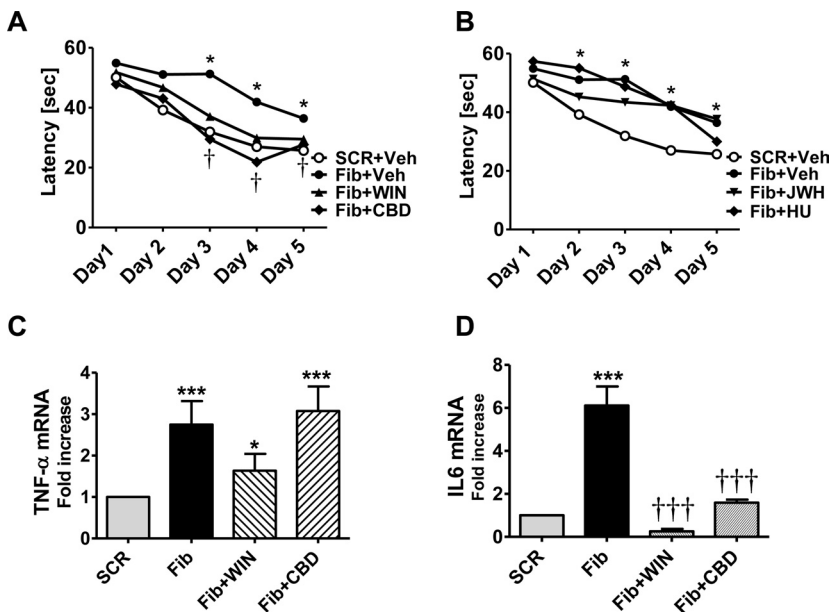 A
Latency [sec]
60
40
20
0
*
*
*
†
†
†
SCR+Veh
Fib+Veh
Fib+WIN
Fib+CBD
Day1
Day 2
Day 3
Day 4
Day 5
B
Latency [sec]
60
40
20
0
*
*
*
*
SCR+Veh
Fib+Veh
Fib+JWH
Fib+HU
Day 1
Day 2
Day 3
Day 4
Day 5
C
TNF-α mRNA
Fold increase
4
3
2
1
0
***
*
***
SCR
Fib
Fib+WIN
Fib+CBD
D
IL6 mRNA
Fold increase
8
6
4
2
0
***
†††
†††
SCR
Fib
Fib+WIN
Fib+CBD